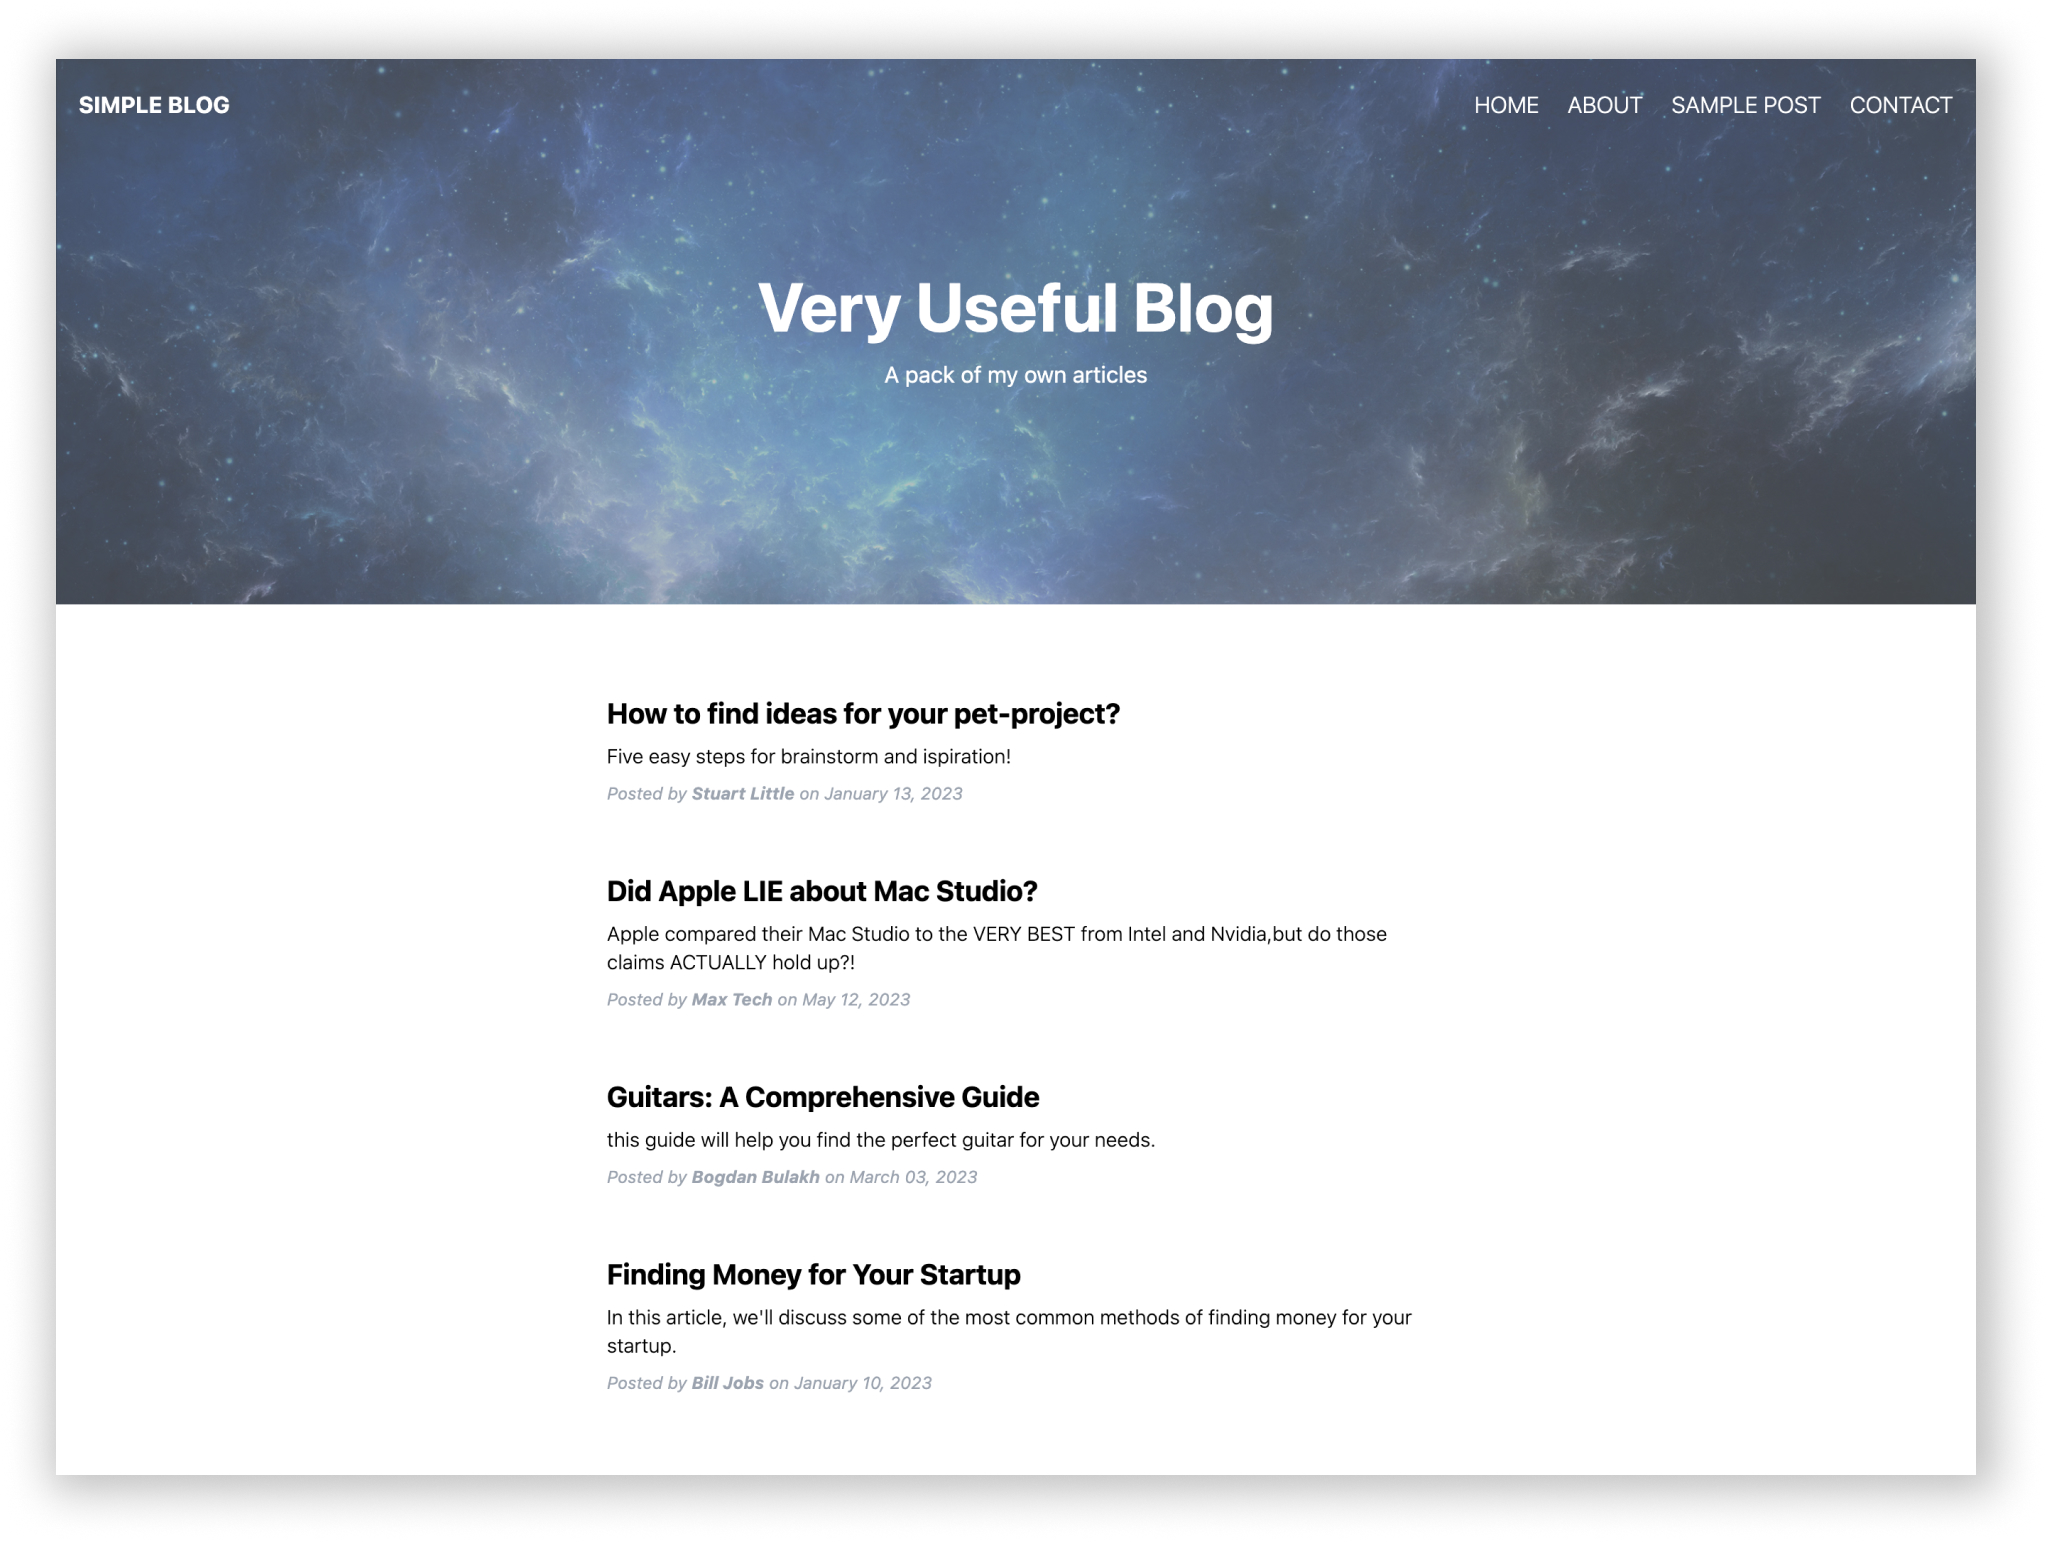 SIMPLE BLOG
HOME ABOUT SAMPLE POST CONTACT
Very Useful Blog
A pack of my own articles
How to find ideas for your pet-project?
Five easy steps for brainstorm and ispiration!
Posted by Stuart Little on January 13, 2023
Did Apple LIE about Mac Studio?
Apple compared their Mac Studio to the VERY BEST from Intel and Nvidia,but do those
claims ACTUALLY hold up?!
Posted by Max Tech on May 12, 2023
Guitars: A Comprehensive Guide
this guide will help you find the perfect guitar for your needs.
Posted by Bogdan Bulakh on March 03, 2023
Finding Money for Your Startup
In this article, we'll discuss some of the most common methods of finding money for your
startup.
Posted by Bill Jobs on January 10, 2023